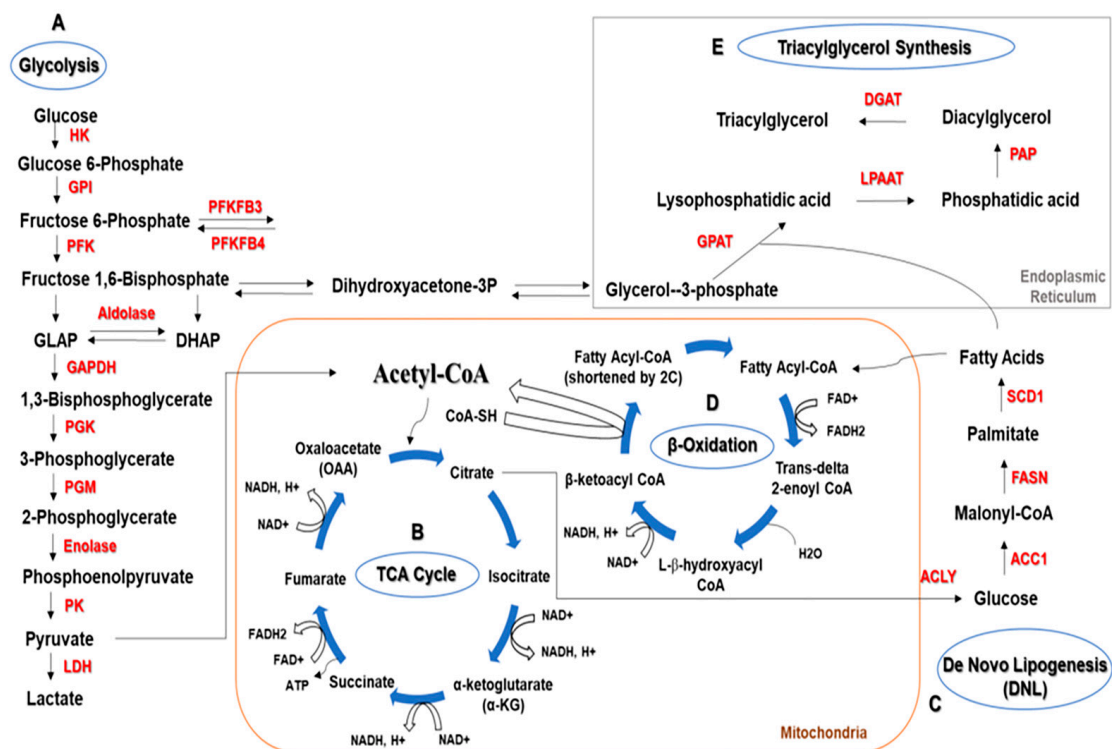 A
Glycolysis
Glucose
HK
Glucose 6-Phosphate
GPI
Fructose 6-Phosphate
PFKFB3
PFKFB4
PFK
Fructose 1,6-Bisphosphate
Dihydroxyacetone-3P
Aldolase
GLAP
DHAP
GAPDH
1,3-Bisphosphoglycerate
PGK
3-Phosphoglycerate
PGM
2-Phosphoglycerate
Enolase
Phosphoenolpyruvate
PK
Pyruvate
LDH
Lactate
E
Triacylglycerol Synthesis
DGAT
Triacylglycerol
Diacylglycerol
PAP
LPAAT
Lysophosphatidic acid
Phosphatidic acid
GPAT
Glycerol--3-phosphate
Endoplasmic
Reticulum
Acetyl-CoA
CoA-SH
Oxaloacetate
(OAA)
Citrate
NADH, H+
NAD+
B
TCA Cycle
Fumarate
Isocitrate
FADH2
FAD+
ATP
Succinate
NAD+
NADH, H+
α-ketoglutarate
(α-KG)
NADH, H+
NAD+
Fatty Acyl-CoA
(shortened by 2C)
Fatty Acyl-CoA
D
β-Oxidation
FAD+
FADH2
β-ketoacyl CoA
Trans-delta
2-enoyl CoA
NADH, H+
NAD+
H2O
L-β-hydroxyacyl
CoA
Mitochondria
Fatty Acids
SCD1
Palmitate
FASN
Malonyl-CoA
ACC1
ACLY
Glucose
De Novo Lipogenesis
(DNL)
C